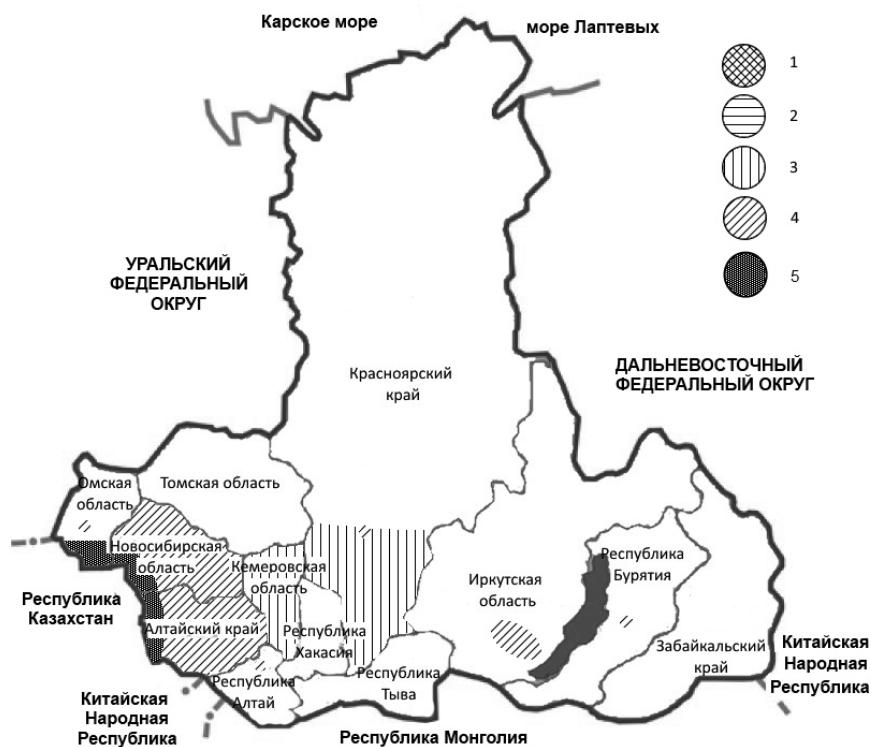 Карское море
море Лаптевых
1
2
3
4
5
УРАЛЬСКИЙ
ФЕДЕРАЛЬНЫЙ
ОКРУГ
Красноярский
край
ДАЛЬНЕВОСТОЧНЫЙ
ФЕДЕРАЛЬНЫЙ ОКРУГ
Омская
область
Томская область
Новосибирская
область
Кемеровская
область
Республика
Казахстан
Алтайский край
Республика
Хакасия
Иркутская
область
Республика
Бурятия
Забайкальский
край
Китайская
Народная
Республика
Республика
Алтай
Республика
Тыва
Китайская
Народная
Республика
Республика Монголия